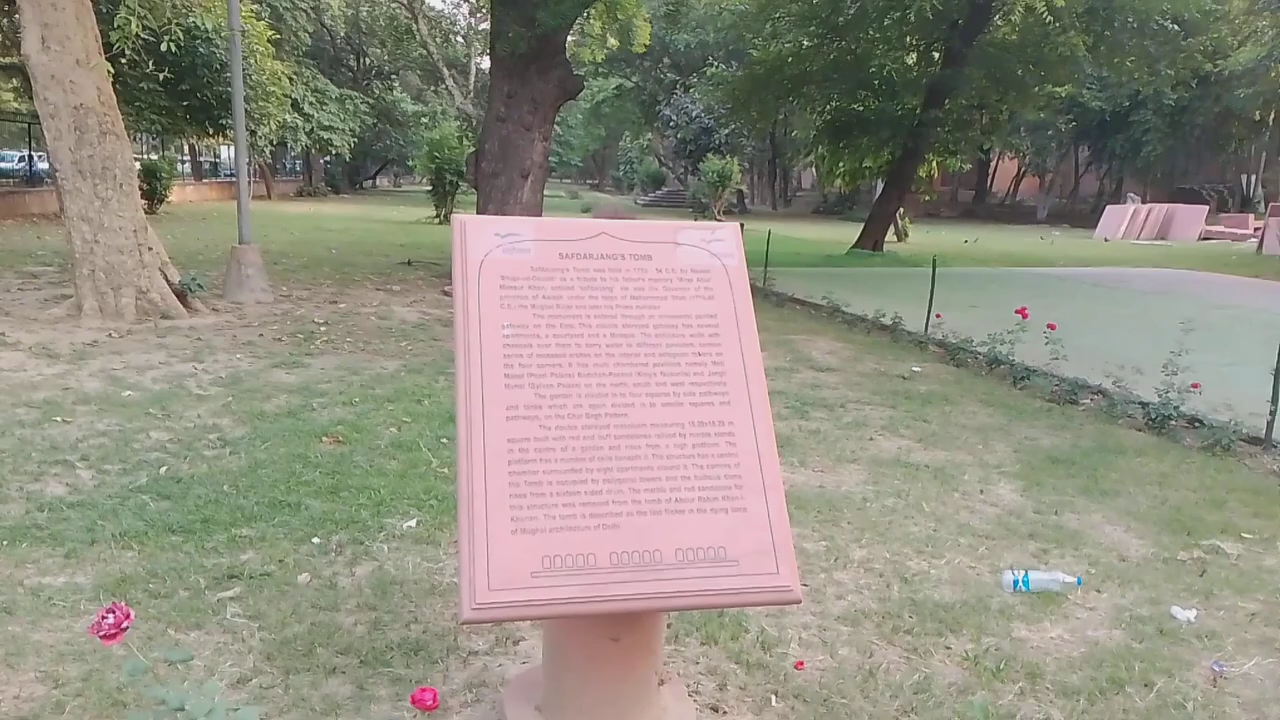 SAFDARJANG'S TOMB
Safdarjang's Tomb was built in 1753 - 54 C.E. by Nawab
Shuja-ud-Daulah as a tribute to his father's memory 'Mirza Abul
Mansur Khan, entitled 'safdarjang'. He was the Governor of the
province of Awadh under the reign of Mohammad Shah (1719-48
C.E.) the Mughal Ruler and later his Prime minister.
The monument is entered through an ornamental painted
gateway on the East. This double storeyed gateway has several
apartments, a courtyard and a Mosque. The enclosure walls with
channels over them to carry water to different pavilions, contain
series of recessed arches on the interior and octagonal towers on
the four corners. It has multi chambered pavilions namely Moti
Mahal (Pearl Palace) Badshah-Pasand (King's favourite) and Jangli
Mahal (Sylvan Palace) on the north, south and west respectively.
The garden is divided in to four squares by wide pathways
and tanks which are again divided in to smaller squares and
pathways, on the Char Bagh Pattern.
The double storeyed mausoleum measuring 18.29x18.29 m
square built with red and buff sandstones relived by marble stands
in the centre of a garden and rises from a high platform. The
platform has a number of cells beneath it. The structure has a central
chamber surrounded by eight apartments around it. The corners of
the Tomb is occupied by polygonal towers and the bulbous dome
rises from a sixteen sided drum. The marble and red sandstone for
this structure was removed from the tomb of Abdur Rahim Khan-i-
Khanan. The tomb is described as the last flicker in the dying lamp
of Mughal architecture of Delhi.